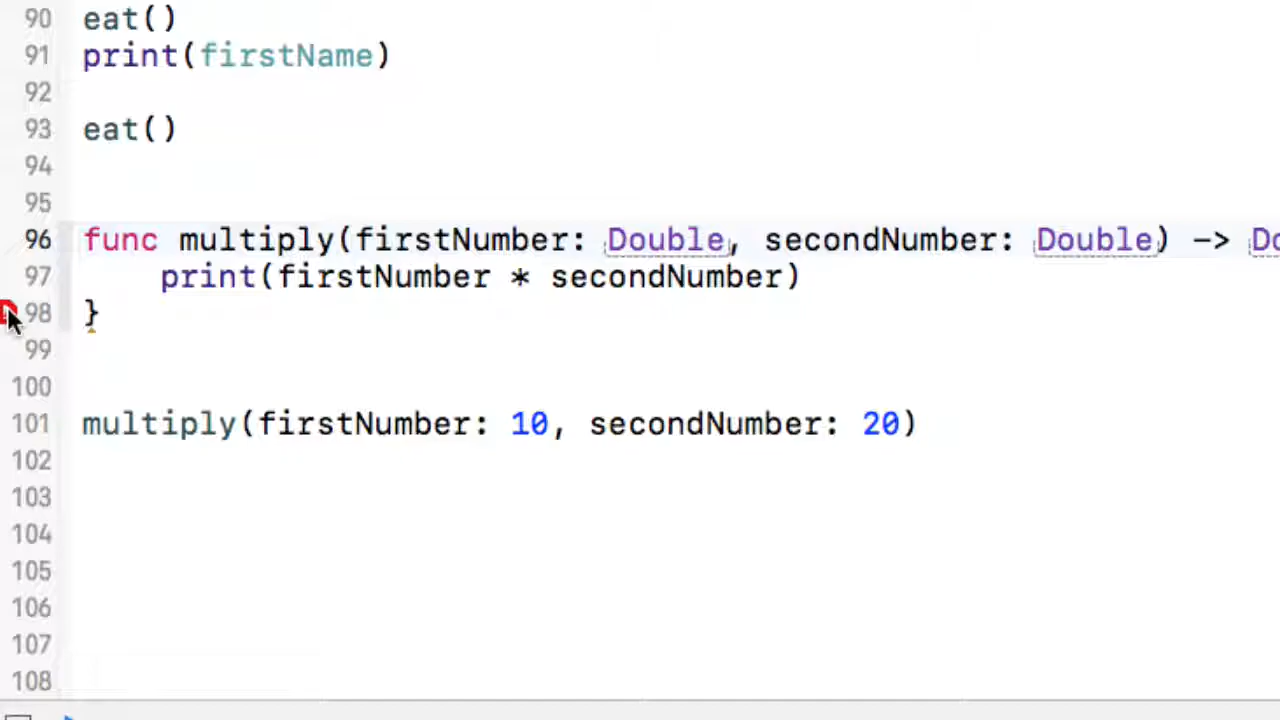 90 eat()
91 print(firstName)
92
93 eat()
94
95
96 func multiply(firstNumber: Double, secondNumber: Double) -> Do
97 print(firstNumber * secondNumber)
98 }
99
100
101 multiply(firstNumber: 10, secondNumber: 20)
102
103
104
105
106
107
108